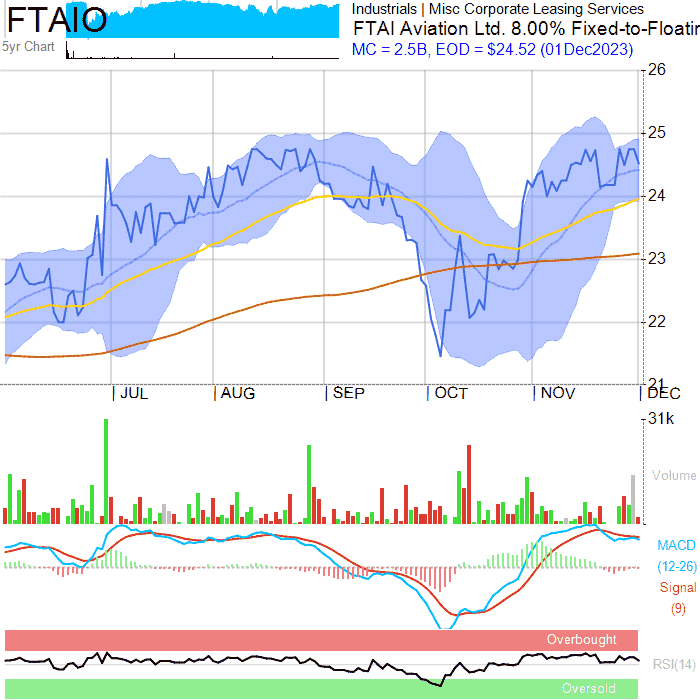 FTAIO
Industrials | Misc Corporate Leasing Services
FTAI Aviation Ltd. 8.00% Fixed-to-Floatin
MC = 2.5B, EOD = $24.52 (01Dec2023)
5yr Chart
26
25
24
23
22
21
JUL AUG SEP OCT NOV DEC
31k
Volume
MACD
(12-26)
Signal
(9)
Overbought
RSI(14)
Oversold